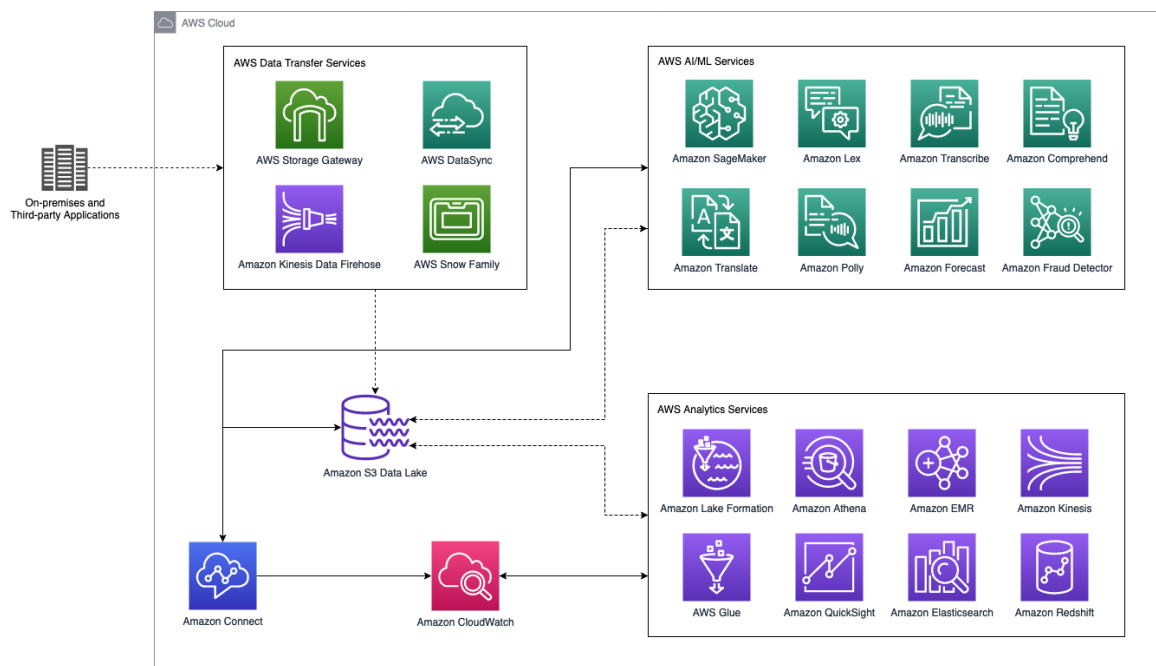 AWS Cloud
AWS Data Transfer Services
AWS Storage Gateway
AWS DataSync
Amazon Kinesis Data Firehose
AWS Snow Family
On-premises and
Third-party Applications
AWS AI/ML Services
Amazon SageMaker
Amazon Lex
Amazon Transcribe
Amazon Comprehend
A
文
Amazon Translate
Amazon Polly
Amazon Forecast
Amazon Fraud Detector
Amazon S3 Data Lake
AWS Analytics Services
Amazon Lake Formation
Amazon Athena
Amazon EMR
Amazon Kinesis
AWS Glue
Amazon QuickSight
Amazon Elasticsearch
Amazon Redshift
Amazon Connect
Amazon CloudWatch